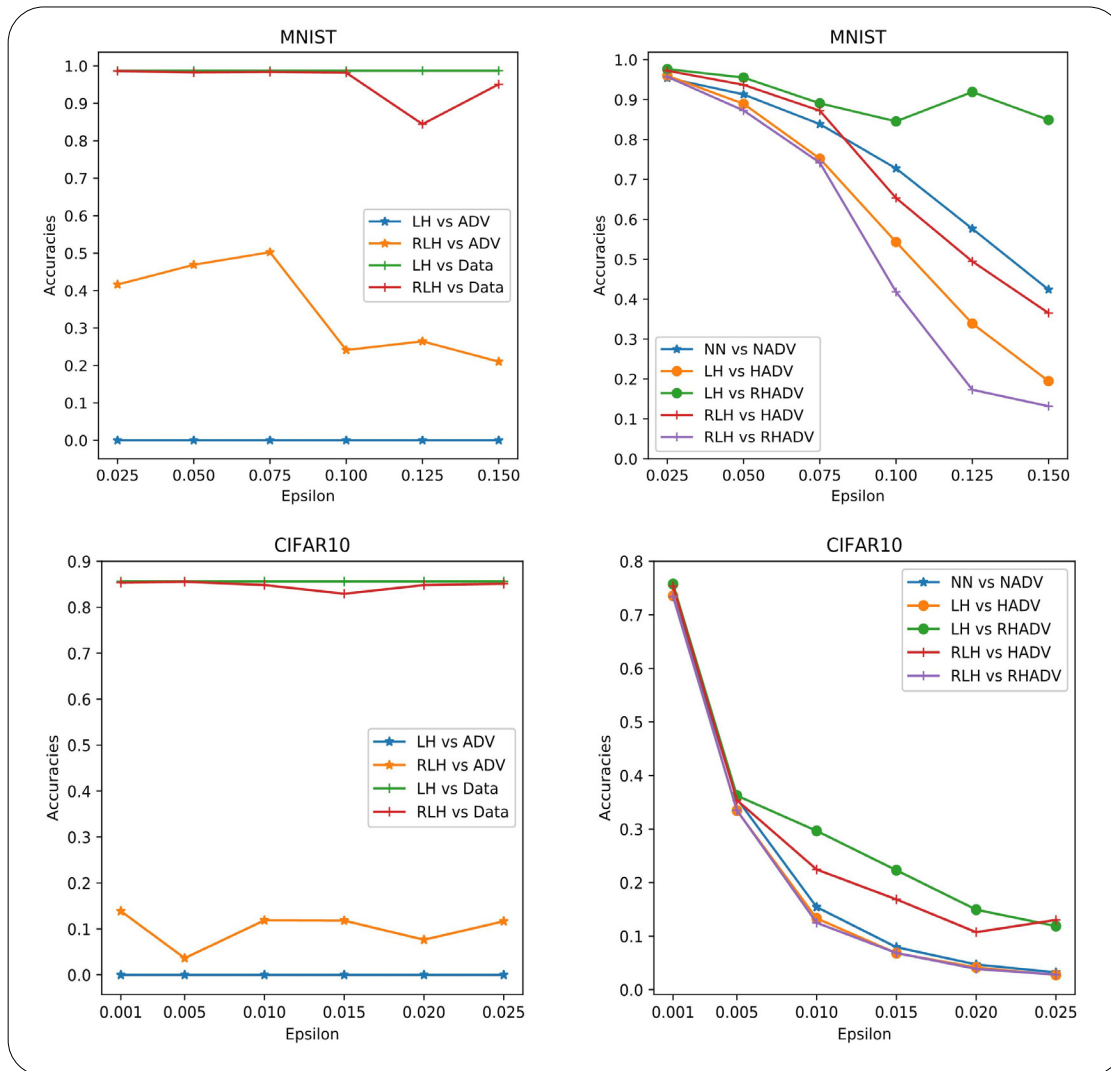 MNIST
1.0
0.9
0.8
0.7
0.6
0.5
0.4
0.3
0.2
0.1
0.0
Accuracies
LH vs ADV
RLH vs ADV
LH vs Data
RLH vs Data
0.025 0.050 0.075 0.100 0.125 0.150
Epsilon
MNIST
1.0
0.9
0.8
0.7
0.6
0.5
0.4
0.3
0.2
0.1
0.0
Accuracies
NN vs NADV
LH vs HADV
LH vs RHADV
RLH vs HADV
RLH vs RHADV
0.025 0.050 0.075 0.100 0.125 0.150
Epsilon
CIFAR10
0.9
0.8
0.7
0.6
0.5
0.4
0.3
0.2
0.1
0.0
Accuracies
LH vs ADV
RLH vs ADV
LH vs Data
RLH vs Data
0.001 0.005 0.010 0.015 0.020 0.025
Epsilon
CIFAR10
0.8
0.7
0.6
0.5
0.4
0.3
0.2
0.1
0.0
Accuracies
NN vs NADV
LH vs HADV
LH vs RHADV
RLH vs HADV
RLH vs RHADV
0.001 0.005 0.010 0.015 0.020 0.025
Epsilon